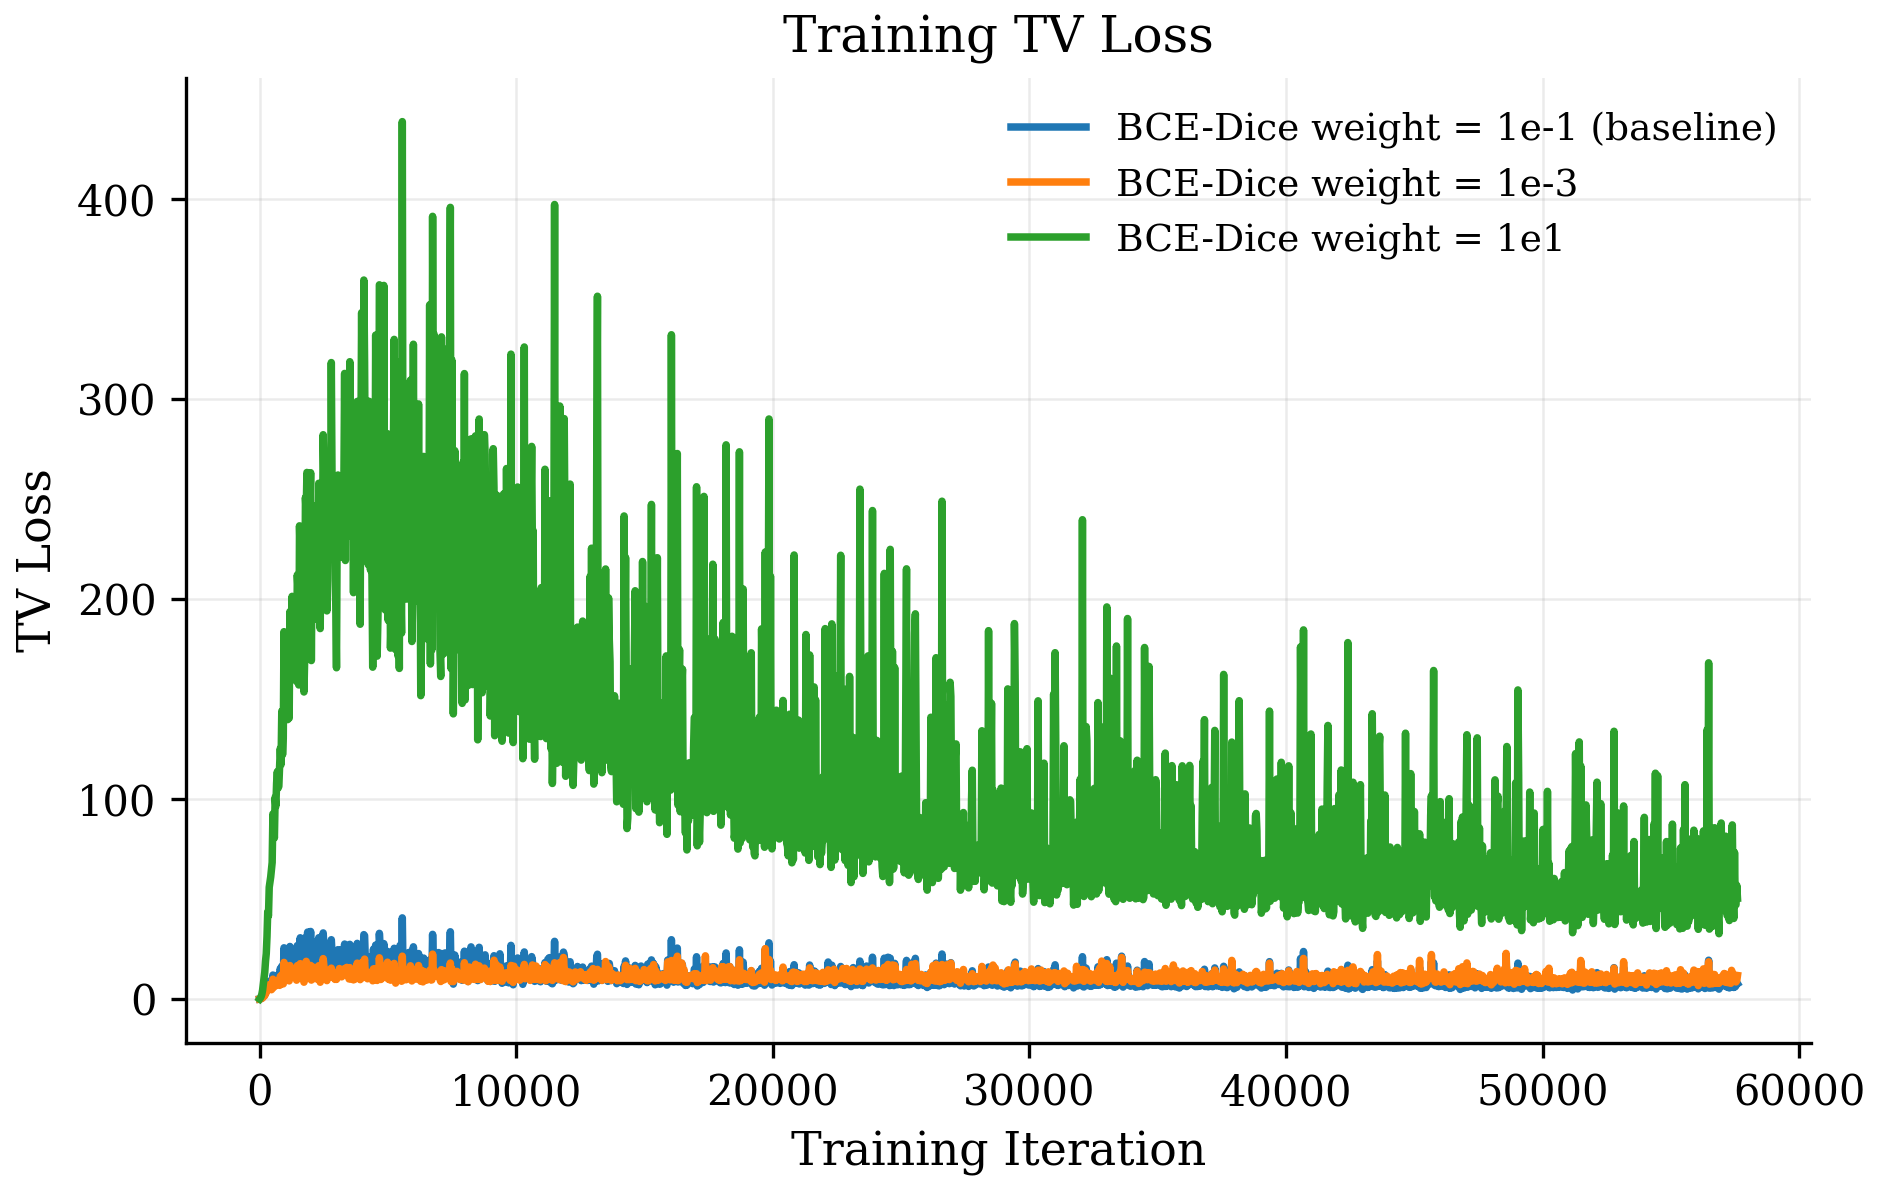 Training TV Loss
BCE-Dice weight = 1e-1 (baseline)
BCE-Dice weight = 1e-3
BCE-Dice weight = 1e1
TV Loss
400
300
200
100
0
0 10000 20000 30000 40000 50000 60000
Training Iteration